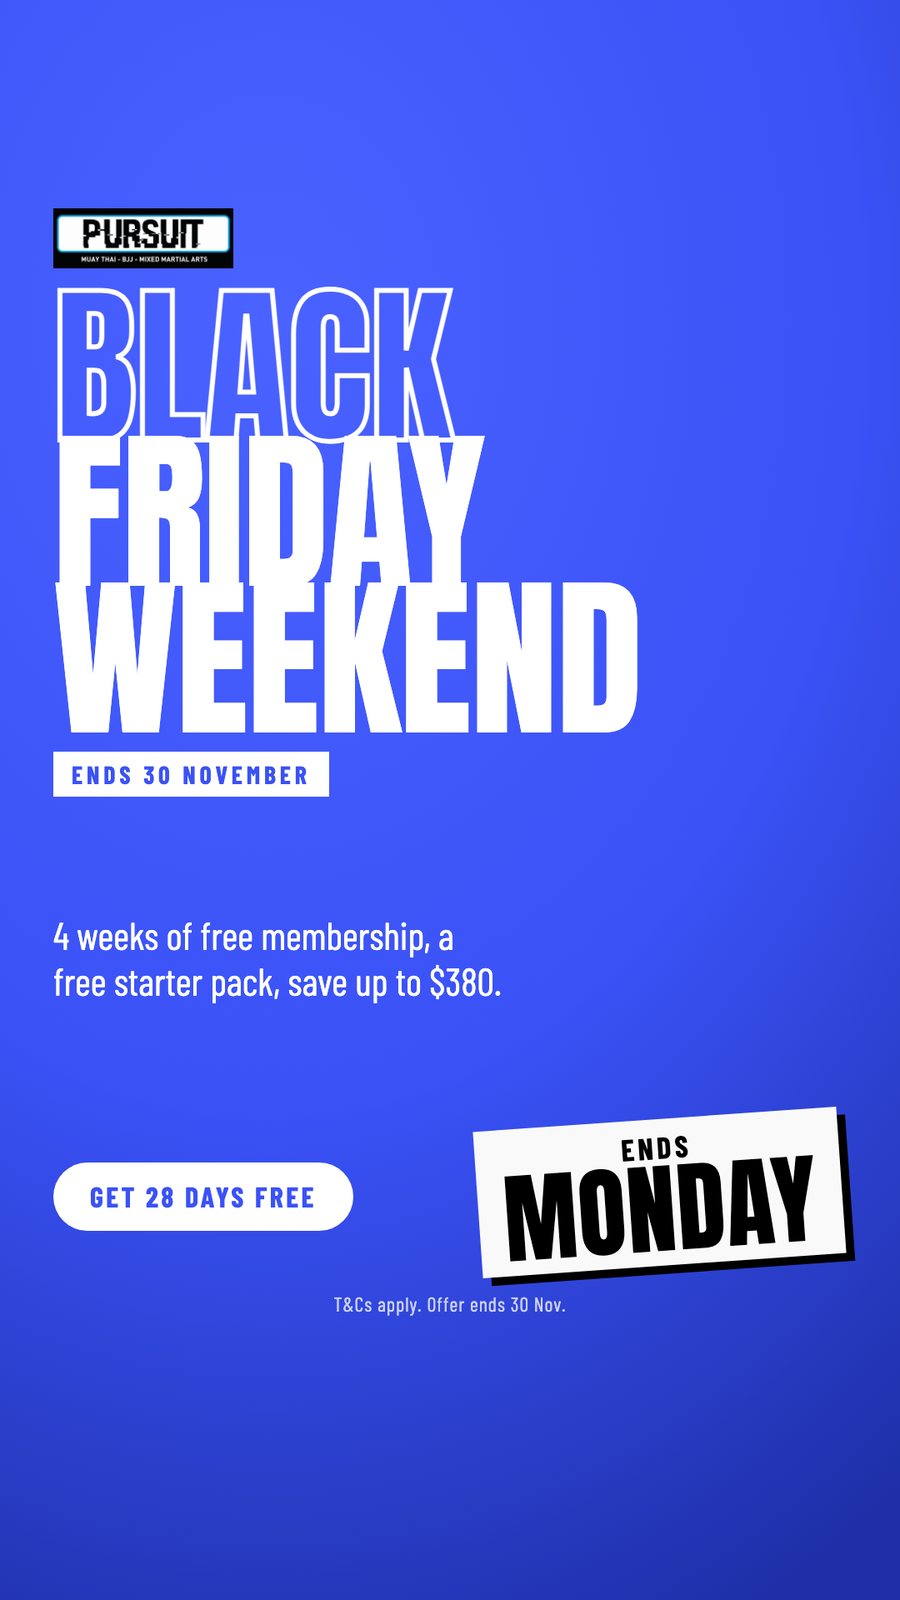 PURSUIT
MUAY THAI - BJJ - MIXED MARTIAL ARTS
BLACK
FRIDAY
WEEKEND
ENDS 30 NOVEMBER
4 weeks of free membership, a
free starter pack, save up to $380.
GET 28 DAYS FREE
ENDS
MONDAY
T&Cs apply. Offer ends 30 Nov.